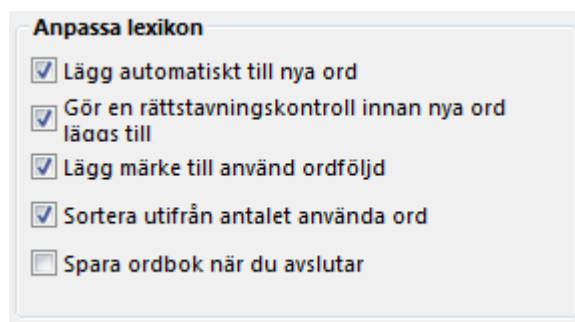 Anpassa lexikon
Lägg automatiskt till nya ord
Gör en rättstavningskontroll innan nya ord
läggs till
Lägg märke till använd ordföljd
Sortera utifrån antalet använda ord
Spara ordbok när du avslutar